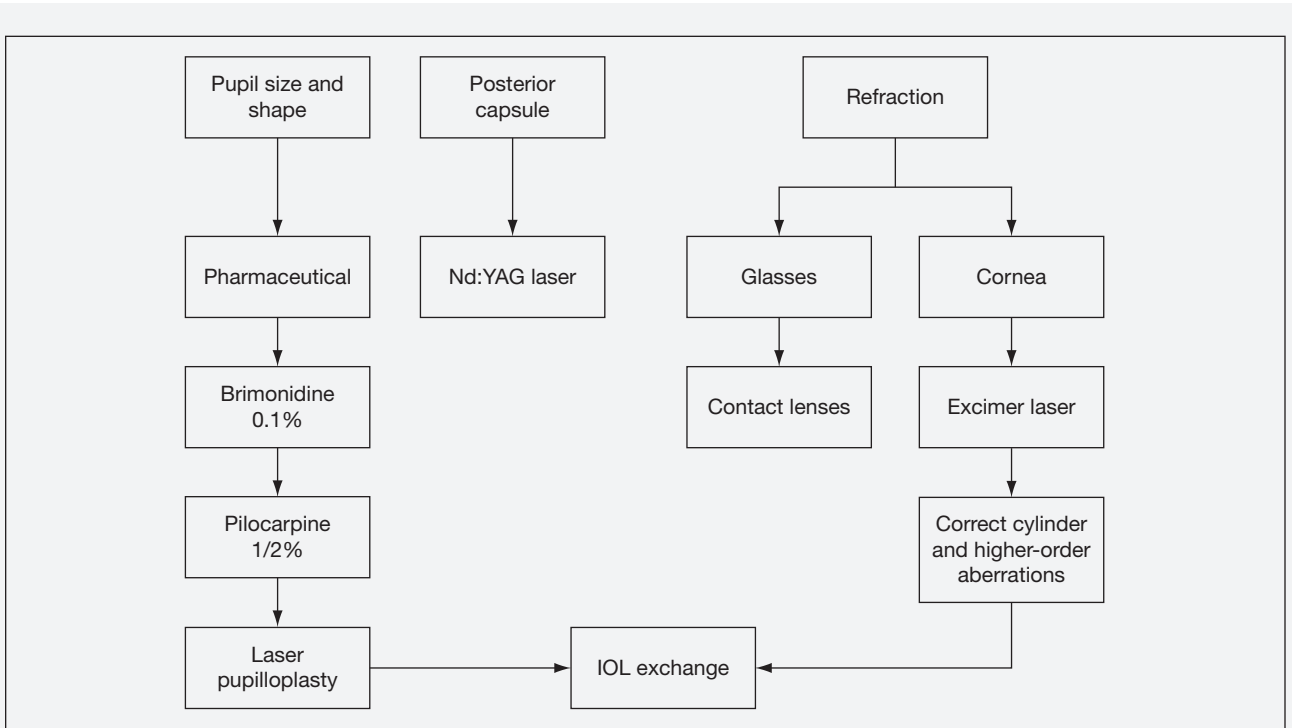 Pupil size and
shape
Posterior
capsule
Refraction
Pharmaceutical
Nd:YAG laser
Glasses
Cornea
Brimonidine
0.1%
Contact lenses
Excimer laser
Pilocarpine
1/2%
Correct cylinder
and higher-order
aberrations
Laser
pupilloplasty
IOL exchange